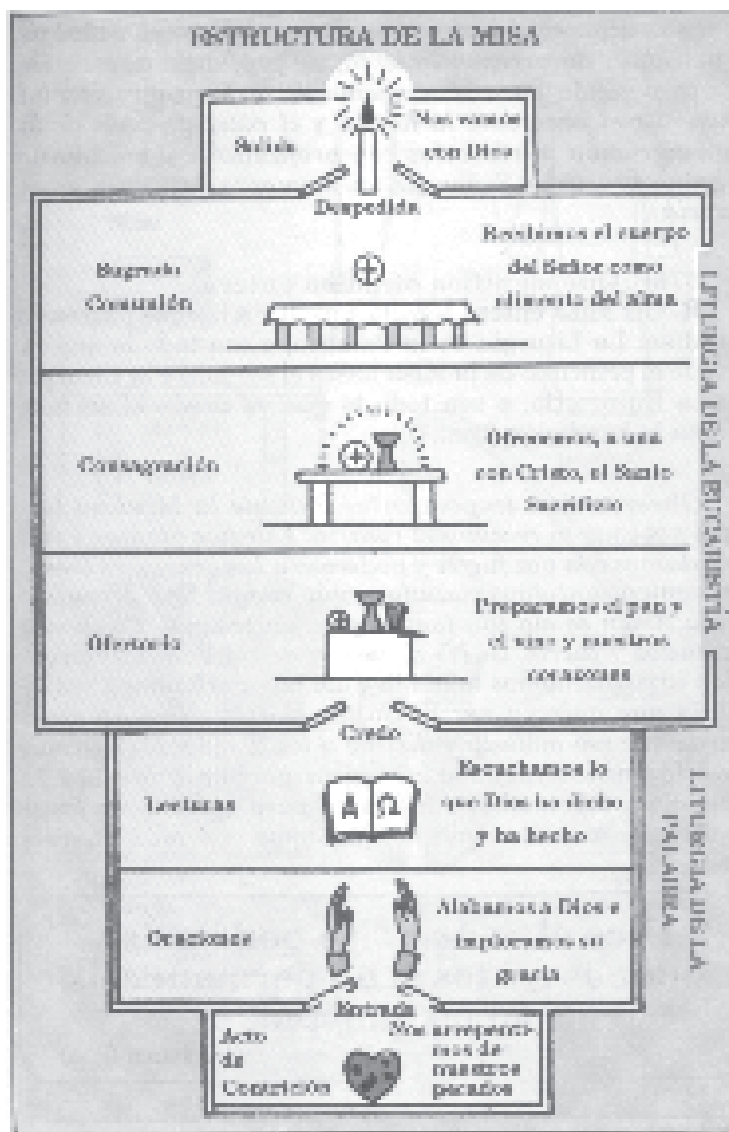 ESTRUCTURA DE LA MISA
Salida
Nos vamos
con Dios
Despedida
Sagrada
Comunión
Recibimos el cuerpo
del Señor como
alimento del alma
Consagración
Ofrecemos, a una
con Cristo, el Santo
Sacrificio
Ofertorio
Preparamos el pan y
el vino y nuestros
corazones
LITURGIA DE LA EUCARISTIA
Credo
Lecturas
A Ω
Escuchamos lo
que Dios ha dicho
y ha hecho
Oraciones
Alabamos a Dios e
imploramos su
gracia
LITURGIA DE LA
PALABRA
Entrada
Acto
de
Contrición
Nos arrepenti-
mos de
nuestros
pecados